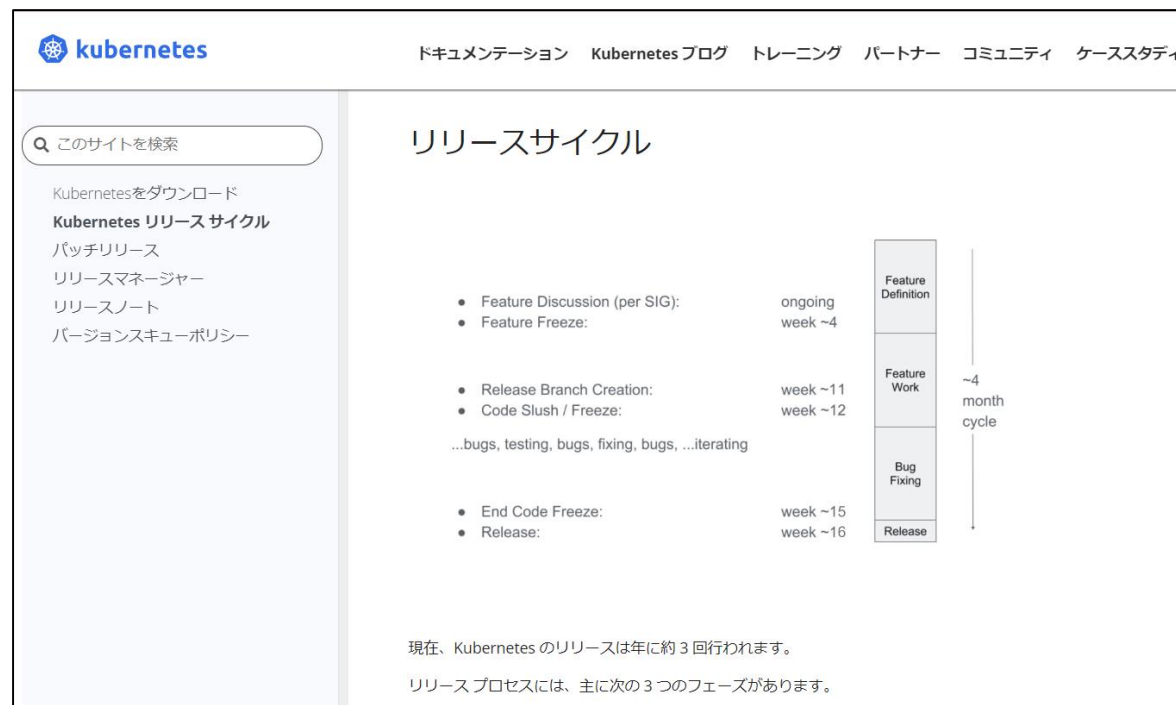 kubernetes
ドキュメンテーション Kubernetes ブログ トレーニング パートナー コミュニティ ケーススタディ
このサイトを検索
Kubernetesをダウンロード
Kubernetes リリース サイクル
パッチリリース
リリースマネージャー
リリースノート
バージョンスキューポリシー
リリースサイクル
• Feature Discussion (per SIG): ongoing
• Feature Freeze: week ~4
• Release Branch Creation: week ~11
• Code Slush / Freeze: week ~12
...bugs, testing, bugs, fixing, bugs, ...iterating
• End Code Freeze: week ~15
• Release: week ~16
Feature
Definition
Feature
Work
Bug
Fixing
Release
~4
month
cycle
現在、Kubernetes のリリースは年に約 3 回行われます。
リリース プロセスには、主に次の 3 つのフェーズがあります。